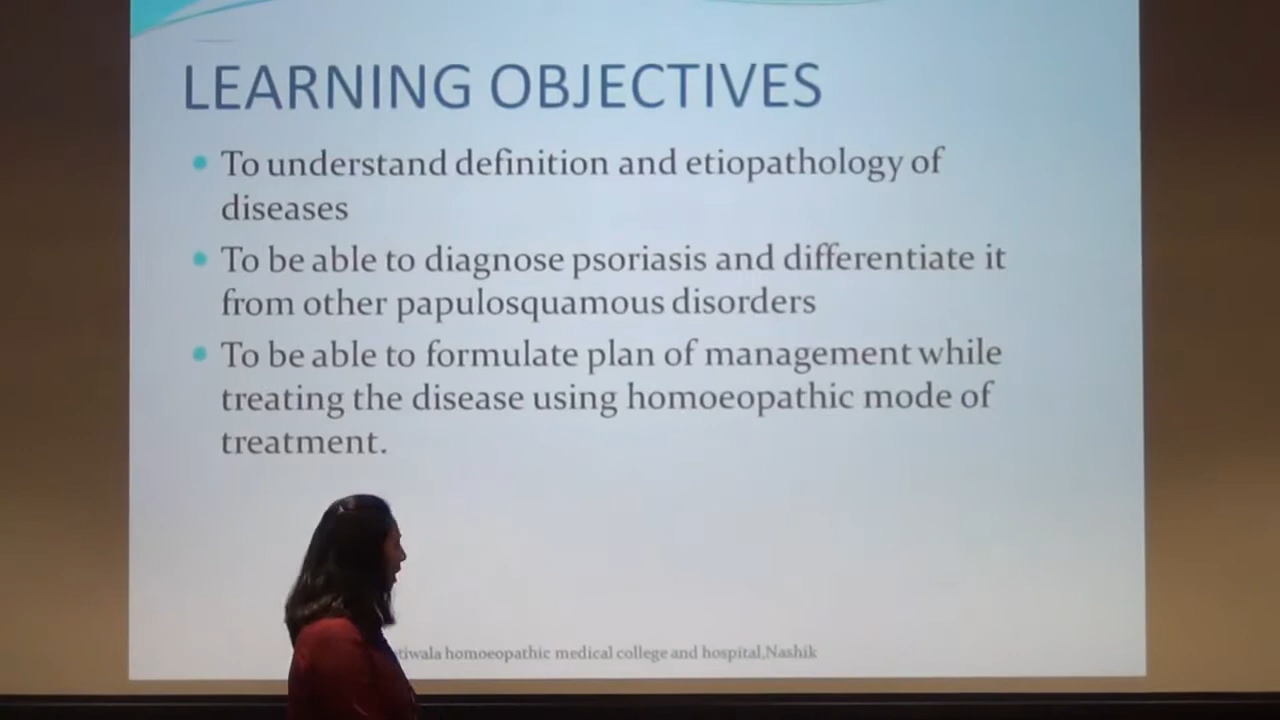 LEARNING OBJECTIVES
To understand definition and etiopathology of
diseases
To be able to diagnose psoriasis and differentiate it
from other papulosquamous disorders
To be able to formulate plan of management while
treating the disease using homoeopathic mode of
treatment.
homoeopathic medical college and hospital,Nashik